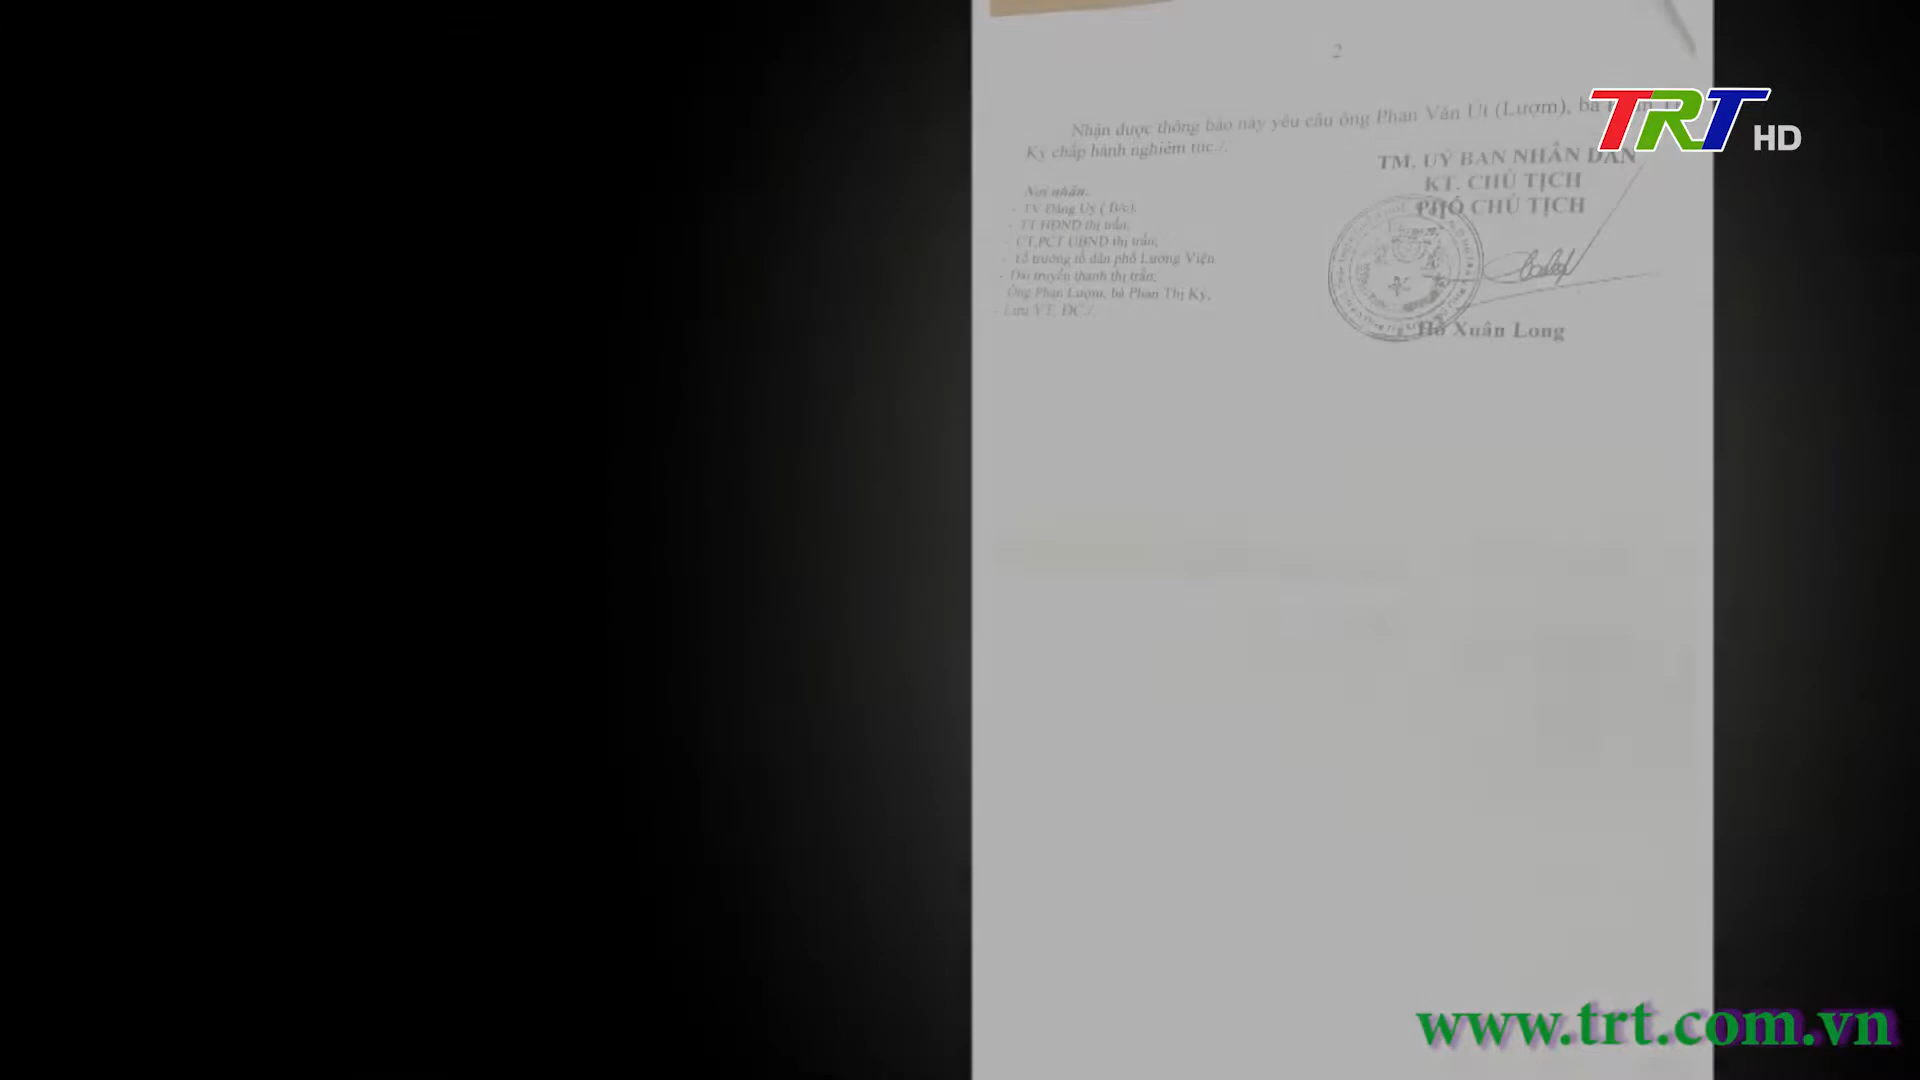 2
TRT HD
Nhận được thông báo này yêu cầu ông Phan Văn Út (Lượm), bà
Kỳ chấp hành nghiêm túc./.
TM. UỶ BAN NHÂN DÂN
KT. CHỦ TỊCH
PHÓ CHỦ TỊCH
Nơi nhận:
- TV Đảng Uỷ ( B/c);
- TT HĐND thị trấn;
- CT,PCT UBND thị trấn;
- Tổ trưởng tổ dân phố Lương Viện
- Đài truyền thanh thị trấn;
Ông Phan Lượm, bà Phan Thị Kỳ;
- Lưu VT, ĐC./.
Hồ Xuân Long
www.trt.com.vn